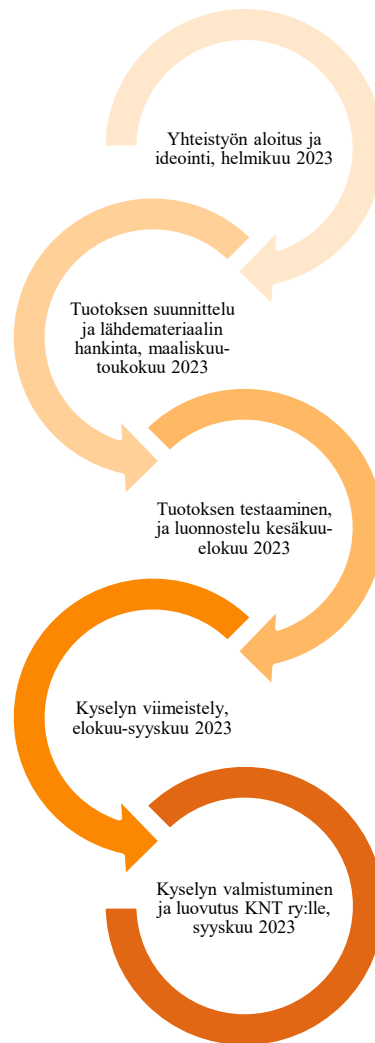 Yhteistyön aloitus ja
ideointi, helmikuu 2023
Tuotoksen suunnittelu
ja lähdemateriaalin
hankinta, maaliskuu-
toukokuu 2023
Tuotoksen testaaminen,
ja luonnostelu kesäkuu-
elokuu 2023
Kyselyn viimeistely,
elokuu-syyskuu 2023
Kyselyn valmistuminen
ja luovutus KNT ry:lle,
syyskuu 2023